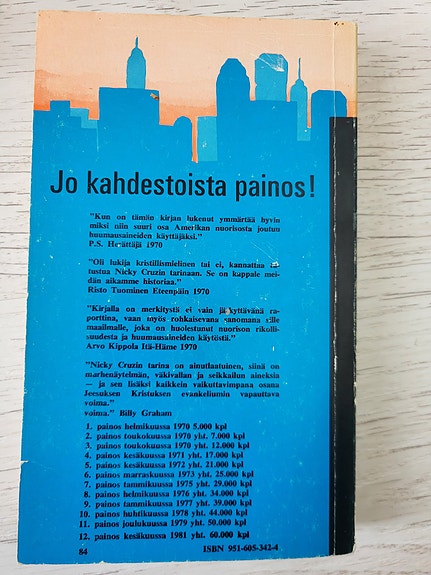 Jo kahdestoista painos!
"Kun on tämän kirjan lukenut ymmärtää hyvin
miksi niin suuri osa Amerikan nuorisosta joutuu
huumausaineiden käyttäjäksi."
P.S. Herättäjä 1970
"Oli lukija kristillismielinen tai ei, kannattaa
tustua Nicky Cruzin tarinaan. Se on kappale mei-
dän aikamme historiaa."
Risto Tuominen Eteenpäin 1970
"Kirjalla on merkitystä ei vain järkyttävänä ra-
porttina, vaan myös rohkaisevana sanomana sille
maailmalle, joka on huolestunut nuorison rikolli-
suudesta ja huumausaineiden käytöstä."
Arvo Kippola Itä-Häme 1970
"Nicky Cruzin tarina on ainutlaatuinen, siinä on
murhenäytelmän, väkivallan ja seikkailun aineksia
— ja sen lisäksi kaikkein vaikuttavimpana osana
Jeesuksen Kristuksen evankeliumin vapauttava
voima."
voima." Billy Graham
1. painos helmikuussa 1970 5.000 kpl
2. painos toukokuussa 1970 yht. 7.000 kpl
3. painos toukokuussa 1970 yht. 12.000 kpl
4. painos kesäkuussa 1971 yht. 17.000 kpl
5. painos kesäkuussa 1972 yht. 21.000 kpl
6. painos marraskuussa 1973 yht. 25.000 kpl
7. painos tammikuussa 1975 yht. 29.000 kpl
8. painos helmikuussa 1976 yht. 34.000 kpl
9. painos tammikuussa 1977 yht. 39.000 kpl
10. painos huhtikuussa 1978 yht. 44.000 kpl
11. painos joulukuussa 1979 yht. 50.000 kpl
12. painos kesäkuussa 1981 yht. 60.000 kpl
84 ISBN 951-605-342-4